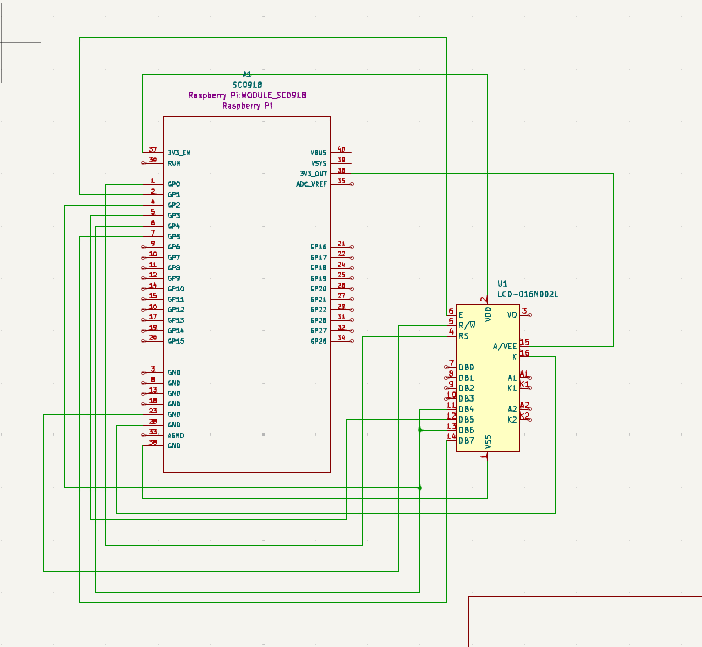 A1
SC0918
Raspberry Pi:MODULE_SC0918
Raspberry Pi
37 3V3_EN
30 RUN
1 GP0
2 GP1
4 GP2
5 GP3
6 GP4
7 GP5
9 GP6
10 GP7
11 GP8
12 GP9
14 GP10
15 GP11
16 GP12
17 GP13
19 GP14
20 GP15
3 GND
8 GND
13 GND
18 GND
23 GND
28 GND
33 AGND
38 GND
VBUS 40
VSYS 39
3V3_OUT 36
ADC_VREF 35
GP16 21
GP17 22
GP18 24
GP19 25
GP20 26
GP21 27
GP22 29
GP26 31
GP27 32
GP28 34
U1
LCD-016N002L
2
VDD
6 E
5 R/W
4 RS
7 DB0
8 DB1
9 DB2
10 DB3
11 DB4
12 DB5
13 DB6
14 DB7
VO 3
A/VEE 15
K 16
A1 A1
K1 K1
A2 A2
K2 K2
VSS
1